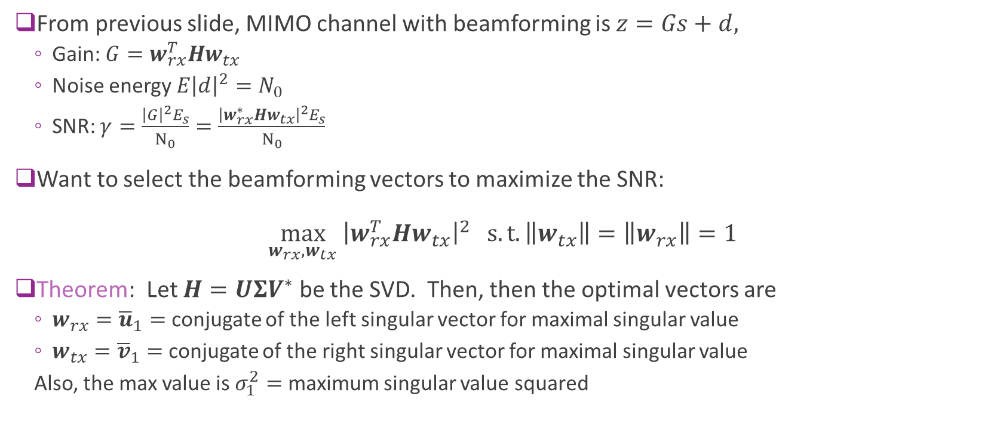 ❑From previous slide, MIMO channel with beamforming is $z = Gs + d$,
◦ Gain: $G = \boldsymbol{w}_{rx}^T \boldsymbol{H} \boldsymbol{w}_{tx}$
◦ Noise energy $E|d|^2 = N_0$
◦ SNR: $\gamma = \frac{|G|^2 E_s}{\mathrm{N}_0} = \frac{|\boldsymbol{w}_{rx}^* \boldsymbol{H} \boldsymbol{w}_{tx}|^2 E_s}{\mathrm{N}_0}$
❑Want to select the beamforming vectors to maximize the SNR:
$\max_{\boldsymbol{w}_{rx}, \boldsymbol{w}_{tx}} |\boldsymbol{w}_{rx}^T \boldsymbol{H} \boldsymbol{w}_{tx}|^2 \ \text{s.t.} \|\boldsymbol{w}_{tx}\| = \|\boldsymbol{w}_{rx}\| = 1$
❑Theorem: Let $\boldsymbol{H} = \boldsymbol{U\Sigma V}^*$ be the SVD. Then, then the optimal vectors are
◦ $\boldsymbol{w}_{rx} = \overline{\boldsymbol{u}}_1$ = conjugate of the left singular vector for maximal singular value
◦ $\boldsymbol{w}_{tx} = \overline{\boldsymbol{v}}_1$ = conjugate of the right singular vector for maximal singular value
Also, the max value is $\sigma_1^2$ = maximum singular value squared